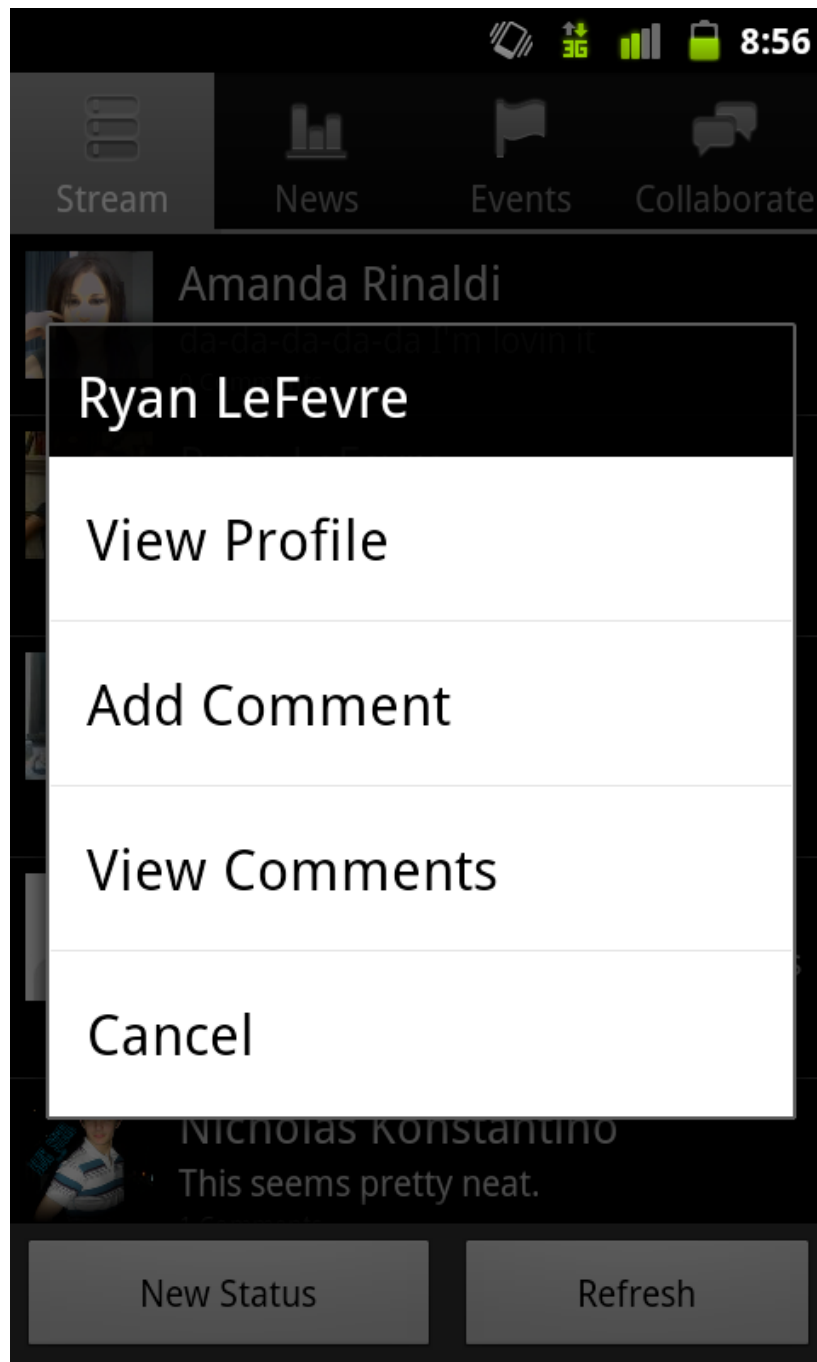 3G 8:56
Stream News Events Collaborate
Amanda Rinaldi
da-da-da-da-da I'm lovin it
Ryan LeFevre
View Profile
Add Comment
View Comments
Cancel
Nicholas Konstantino
This seems pretty neat.
New Status Refresh